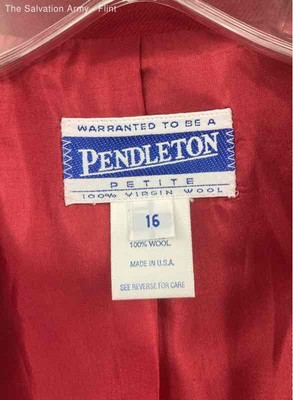 The Salvation Army - Flint
WARRANTED TO BE A
PENDLETON
PETITE
100% VIRGIN WOOL
16
100% WOOL
MADE IN U.S.A.
SEE REVERSE FOR CARE